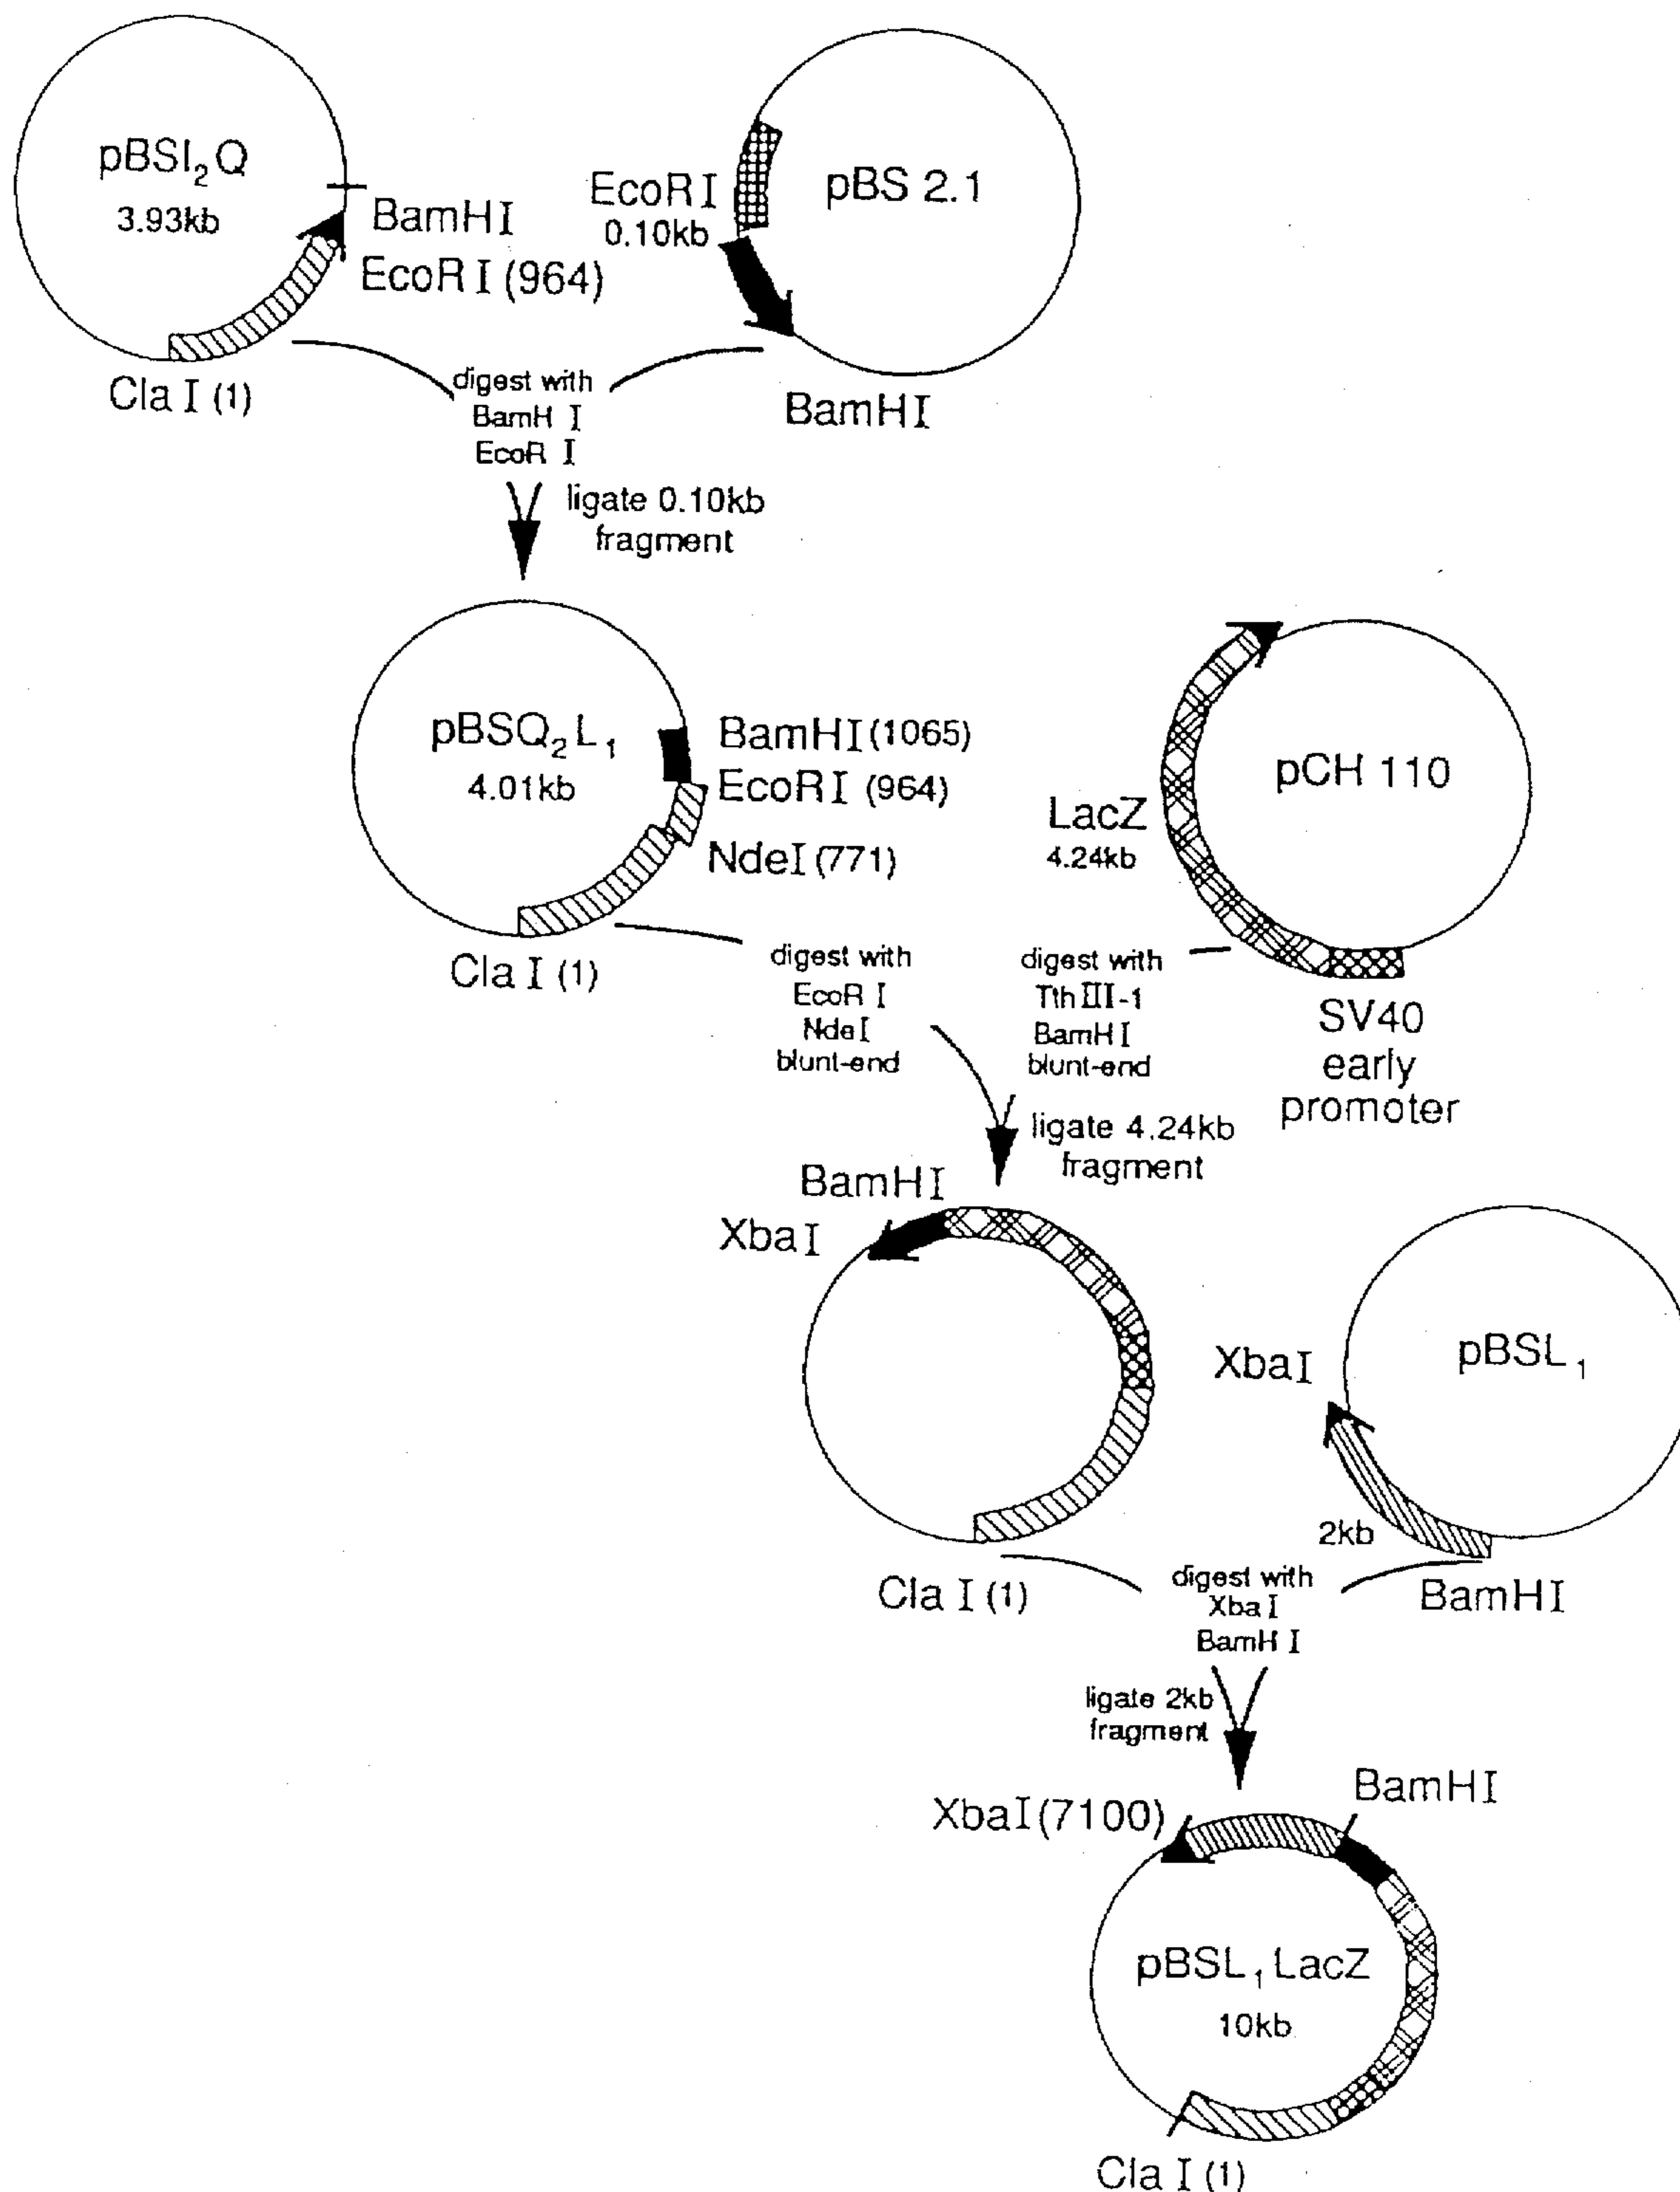 pBSI₂Q
3.93kb
BamHI
EcoRI (964)
Cla I (1)
EcoRI
0.10kb
pBS 2.1
BamHI
digest with
BamH I
EcoR I
ligate 0.10kb
fragment
pBSQ₂L₁
4.01kb
BamHI (1065)
EcoRI (964)
NdeI (771)
Cla I (1)
pCH 110
LacZ
4.24kb
SV40
early
promoter
digest with
EcoR I
NdeI
blunt-end
digest with
Tth III-1
BamH I
blunt-end
ligate 4.24kb
fragment
BamHI
XbaI
Cla I (1)
XbaI
pBSL₁
2kb
BamHI
digest with
Xba I
BamH I
ligate 2kb
fragment
XbaI (7100)
BamHI
pBSL₁LacZ
10kb
Cla I (1)